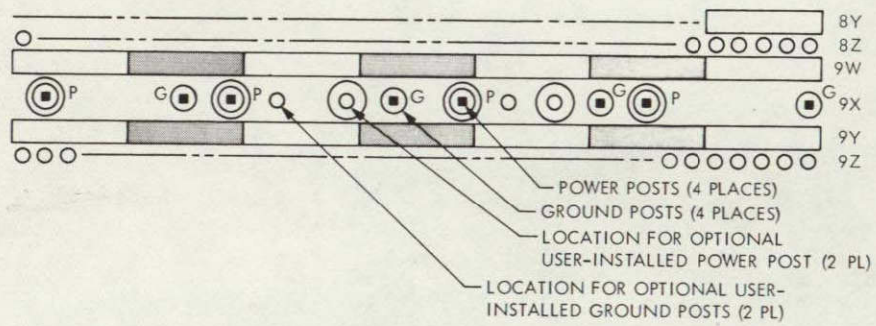 8Y
8Z
9W
P G P G P G P G 9X
9Y
9Z
POWER POSTS (4 PLACES)
GROUND POSTS (4 PLACES)
LOCATION FOR OPTIONAL
USER-INSTALLED POWER POST (2 PL)
LOCATION FOR OPTIONAL USER-
INSTALLED GROUND POSTS (2 PL)